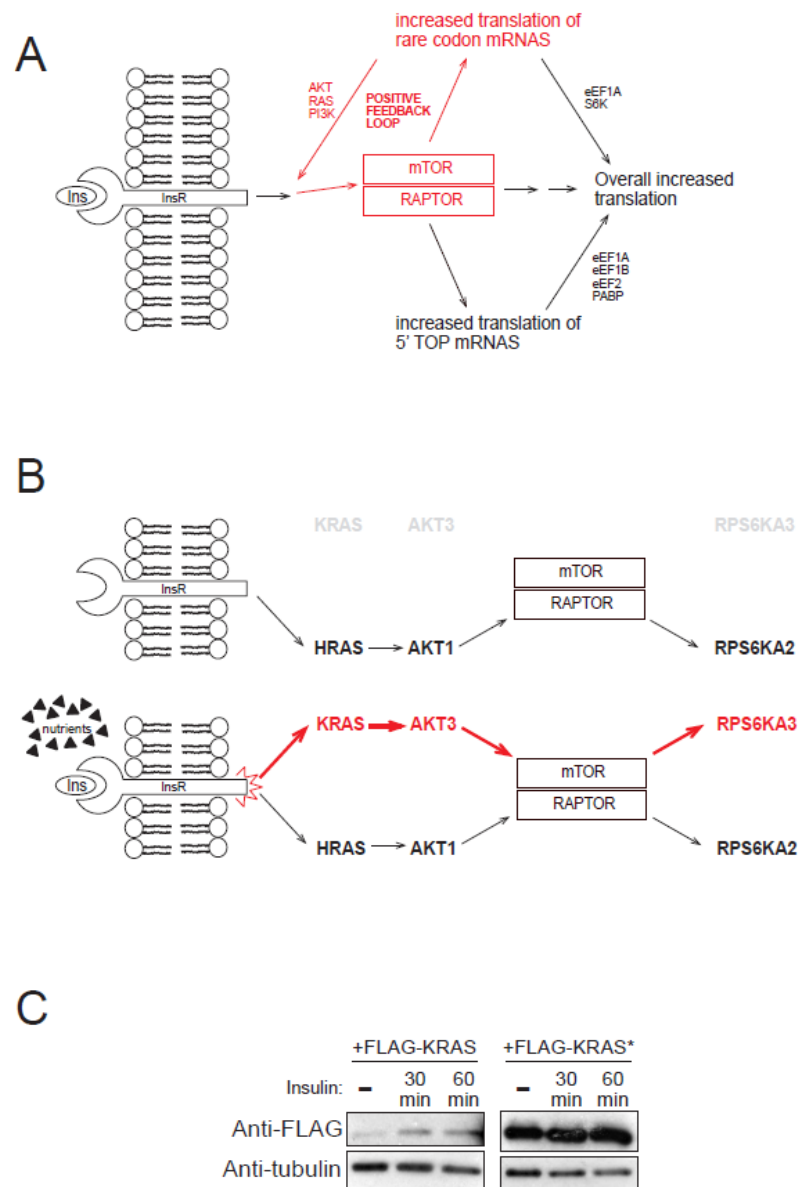 A
increased translation of
rare codon mRNAS
AKT
RAS
PI3K
POSITIVE
FEEDBACK
LOOP
eEF1A
S6K
Ins
InsR
mTOR
RAPTOR
Overall increased
translation
eEF1A
eEF1B
eEF2
PABP
increased translation of
5' TOP mRNAS
B
KRAS AKT3 RPS6KA3
InsR
mTOR
RAPTOR
HRAS AKT1 RPS6KA2
nutrients
KRAS AKT3 RPS6KA3
Ins
InsR
mTOR
RAPTOR
HRAS AKT1 RPS6KA2
C
+FLAG-KRAS +FLAG-KRAS*
Insulin: – 30 min 60 min – 30 min 60 min
Anti-FLAG
Anti-tubulin